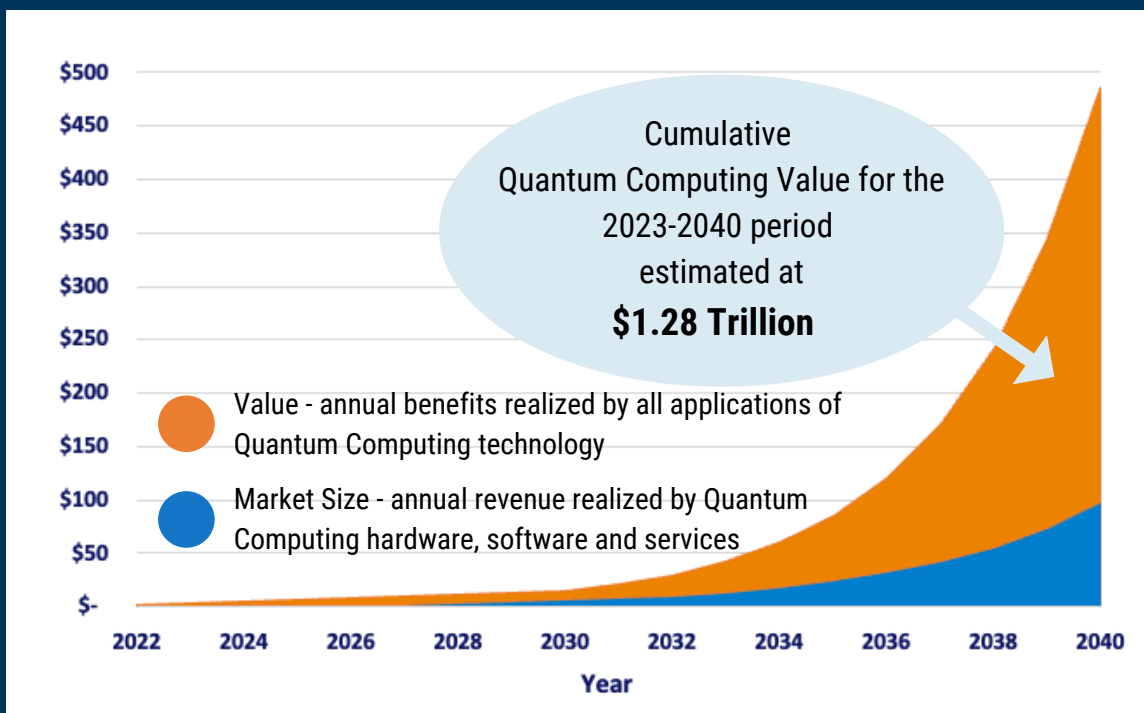 $500
$450
$400
$350
$300
$250
$200
$150
$100
$50
$-
Cumulative
Quantum Computing Value for the
2023-2040 period
estimated at
$1.28 Trillion
Value - annual benefits realized by all applications of
Quantum Computing technology
Market Size - annual revenue realized by Quantum
Computing hardware, software and services
2022 2024 2026 2028 2030 2032 2034 2036 2038 2040
Year